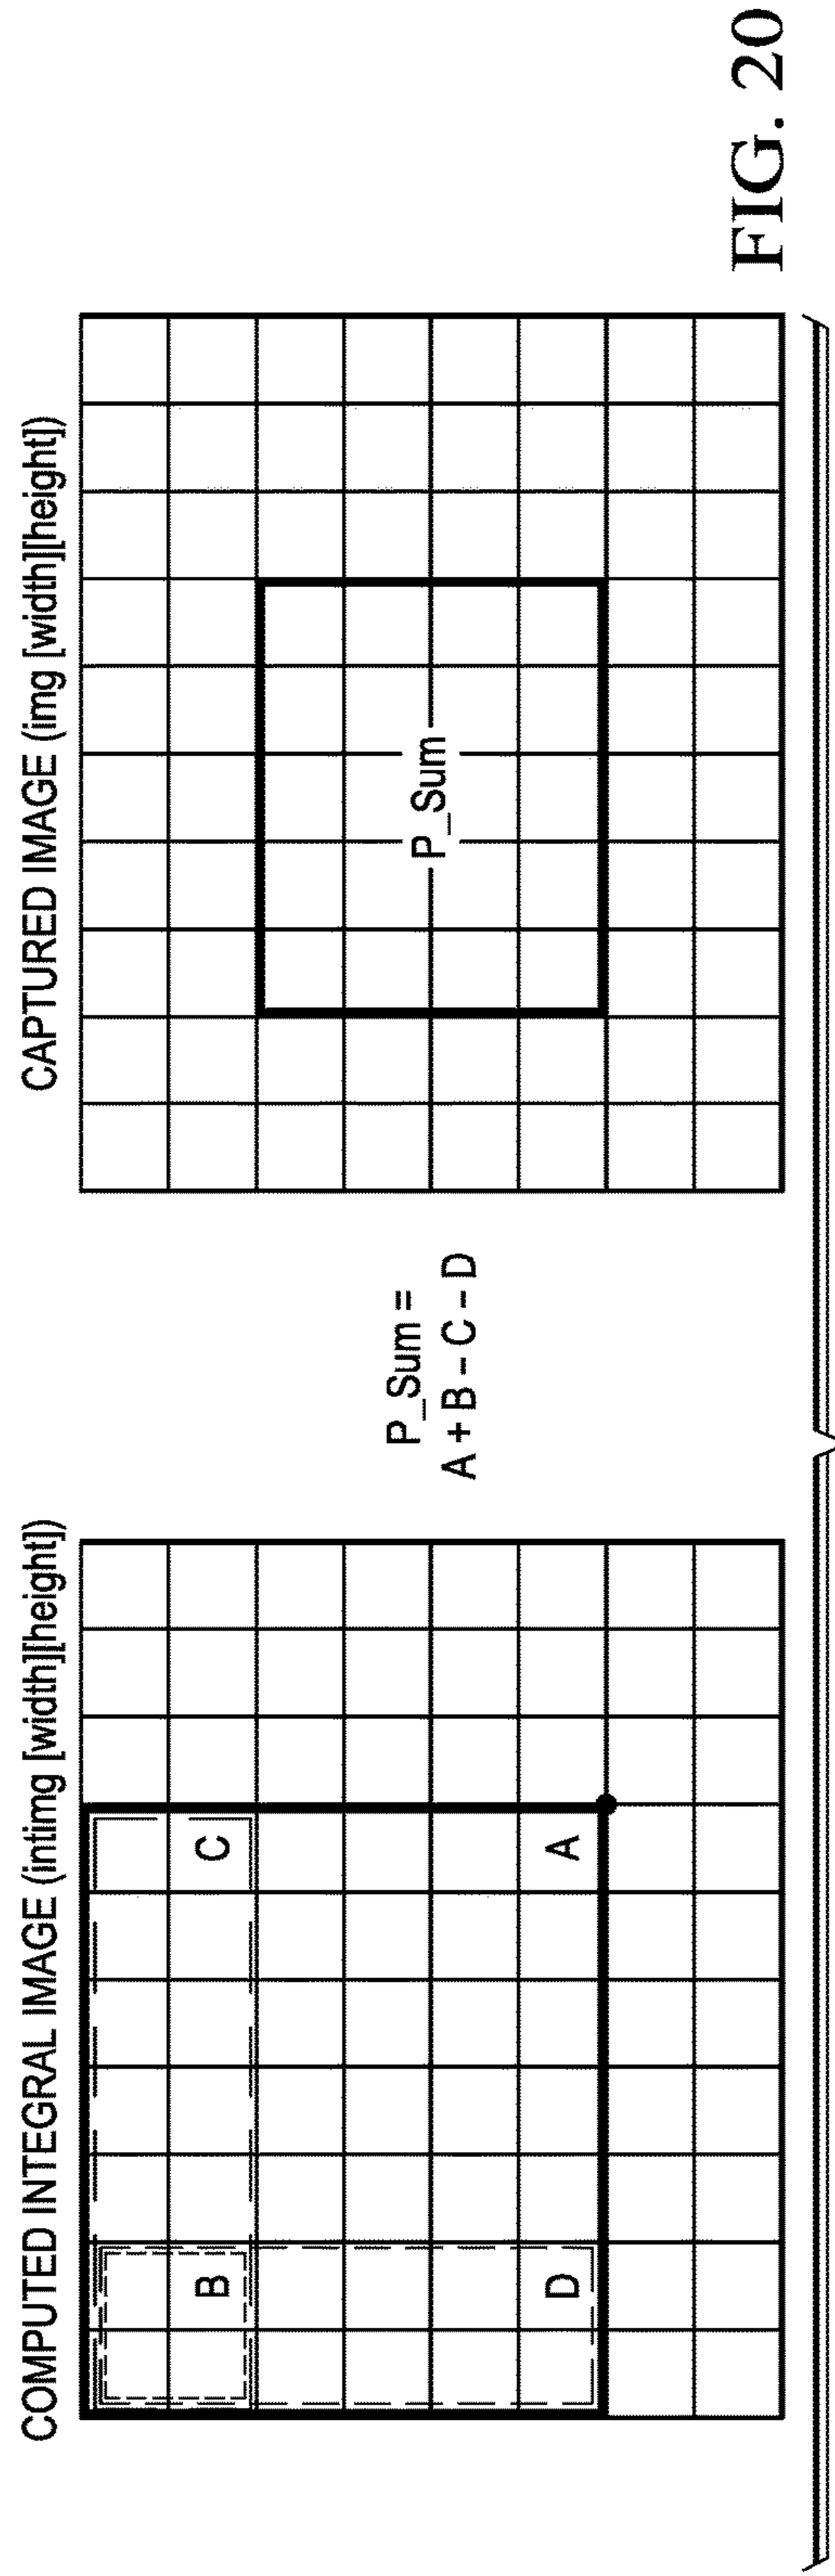 COMPUTED INTEGRAL IMAGE (intimg [width][height])
B
C
D
A
P_Sum =
A + B – C – D
CAPTURED IMAGE (img [width][height])
P_Sum
FIG. 20